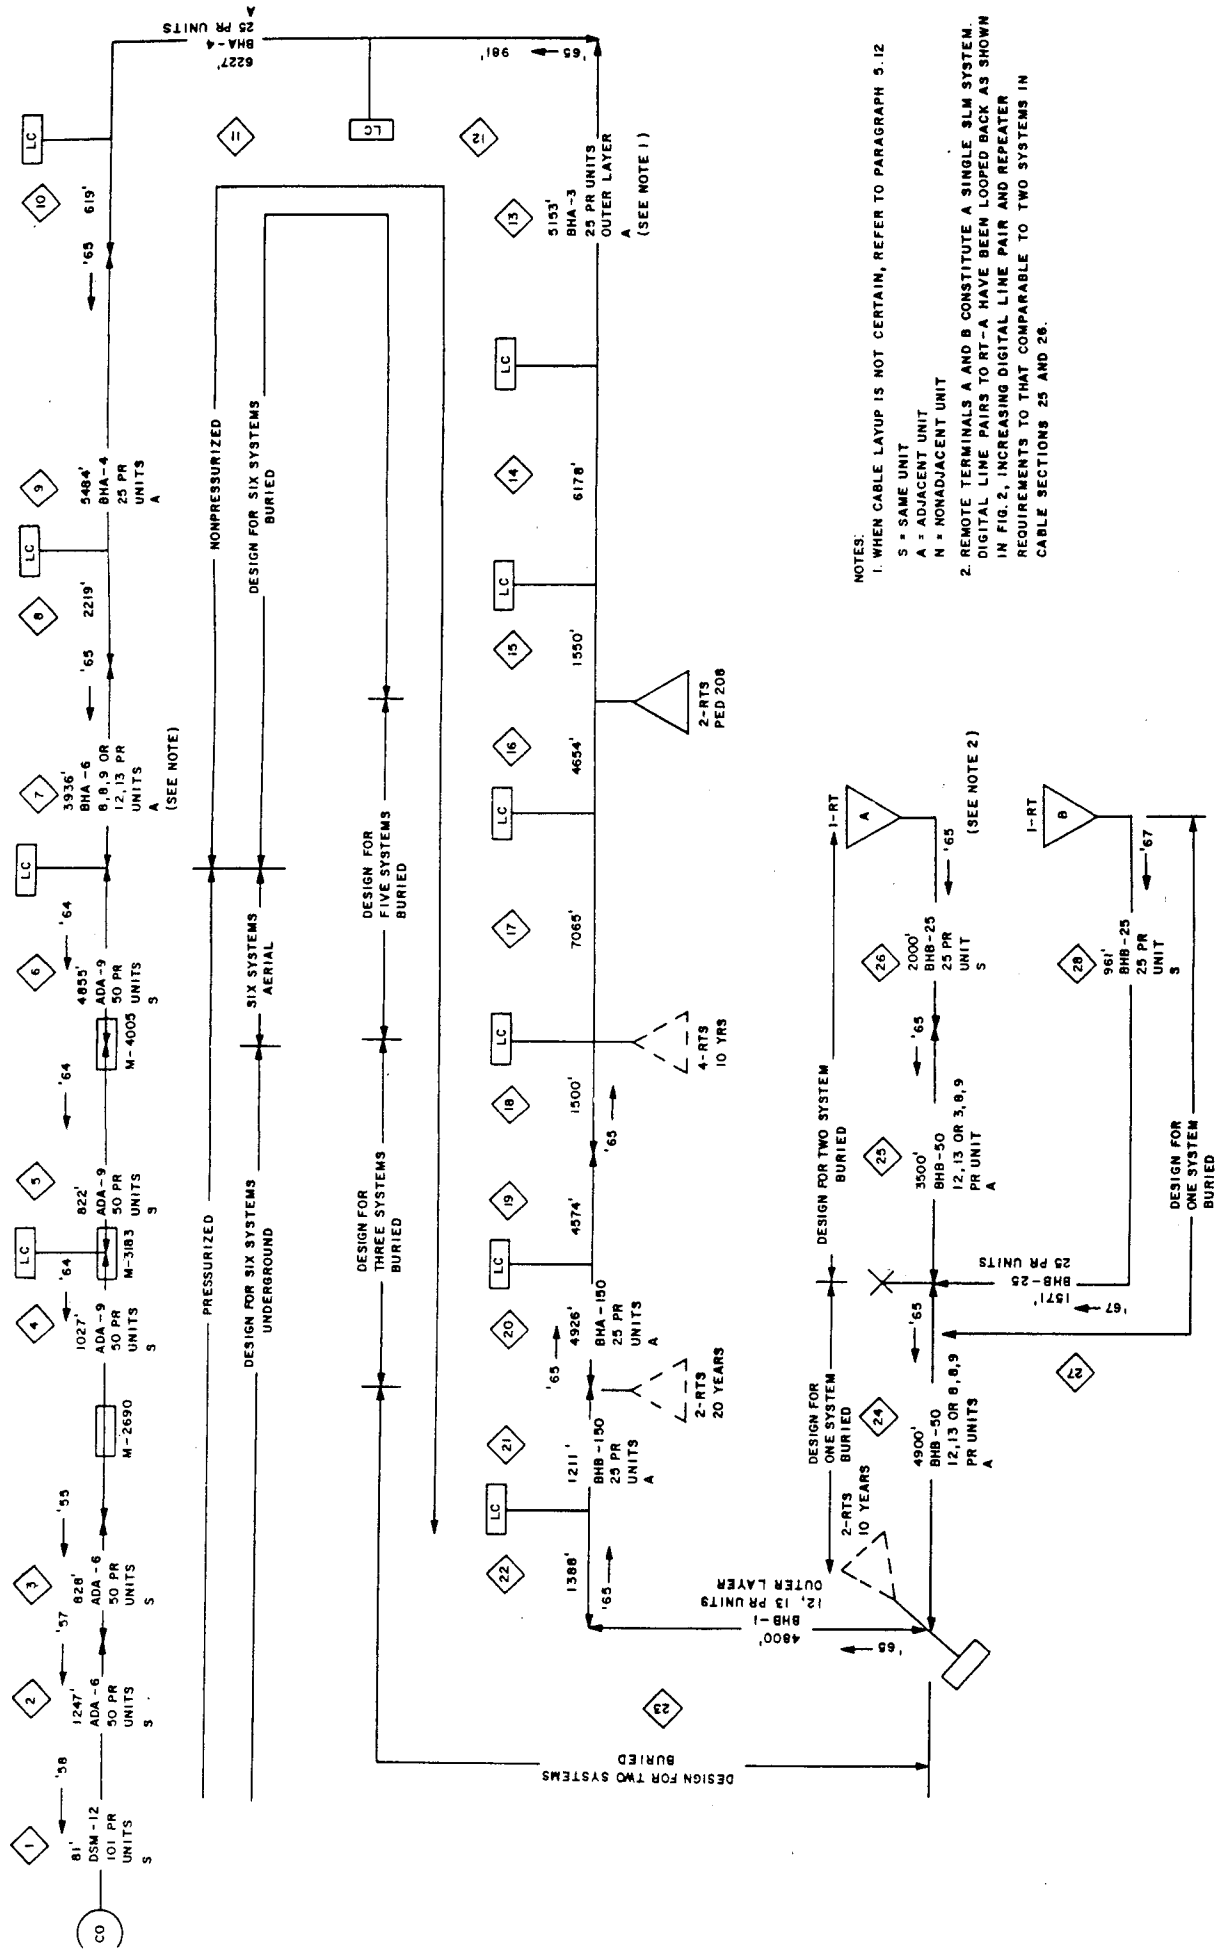 CO
1
81'
DSM-12
101 PR
UNITS
S
'58
2
1247'
ADA-6
50 PR
UNITS
S
'57
3
828'
ADA-6
50 PR
UNITS
S
'55
M-2690
4
1027'
ADA-9
50 PR
UNITS
S
'64
LC
M-3183
5
822'
ADA-9
50 PR
UNITS
S
'64
M-4005
6
4855'
ADA-9
50 PR
UNITS
S
'64
LC
7
3936'
BHA-6
8,8,9 OR
12,13 PR
UNITS
A
(SEE NOTE)
'65
8
2219'
LC
9
5484'
BHA-4
25 PR
UNITS
A
'65
10
619'
LC
6227'
BHA-4
25 PR UNITS
A
11
LC
12
981'
'65
PRESSURIZED
NONPRESSURIZED
DESIGN FOR SIX SYSTEMS
UNDERGROUND
SIX SYSTEMS
AERIAL
DESIGN FOR SIX SYSTEMS
BURIED
DESIGN FOR
THREE SYSTEMS
BURIED
DESIGN FOR
FIVE SYSTEMS
BURIED
13
5153'
BHA-3
25 PR UNITS
OUTER LAYER
A
(SEE NOTE 1)
LC
14
6178'
LC
15
1550'
2-RTS
PED 208
16
4654'
LC
17
7065'
LC
4-RTS
10 YRS
18
1500'
'65
19
4574'
LC
20
4926'
BHA-150
25 PR
UNITS
A
'65
2-RTS
20 YEARS
21
1211'
BHB-150
25 PR
UNITS
A
LC
22
1388'
'65
4800'
BHB-1
12, 13 PR UNITS
OUTER LAYER
'65
23
DESIGN FOR TWO SYSTEMS
BURIED
2-RTS
10 YEARS
DESIGN FOR
ONE SYSTEM
BURIED
DESIGN FOR TWO SYSTEM
BURIED
24
4900'
BHB-50
12,13 OR 8,8,9
PR UNITS
A
'65
25
3500'
BHB-50
12,13 OR 3,8,9
PR UNIT
A
'65
26
2000'
BHB-25
25 PR
UNIT
S
'65
1-RT
A
(SEE NOTE 2)
27
1571'
BHB-25
25 PR UNITS
'67
28
961'
BHB-25
25 PR
UNIT
S
'67
1-RT
B
DESIGN FOR
ONE SYSTEM
BURIED
NOTES:
1. WHEN CABLE LAYUP IS NOT CERTAIN, REFER TO PARAGRAPH 5.12
S = SAME UNIT
A = ADJACENT UNIT
N = NONADJACENT UNIT
2. REMOTE TERMINALS A AND B CONSTITUTE A SINGLE SLM SYSTEM.
DIGITAL LINE PAIRS TO RT-A HAVE BEEN LOOPED BACK AS SHOWN
IN FIG. 2, INCREASING DIGITAL LINE PAIR AND REPEATER
REQUIREMENTS TO THAT COMPARABLE TO TWO SYSTEMS IN
CABLE SECTIONS 25 AND 26.